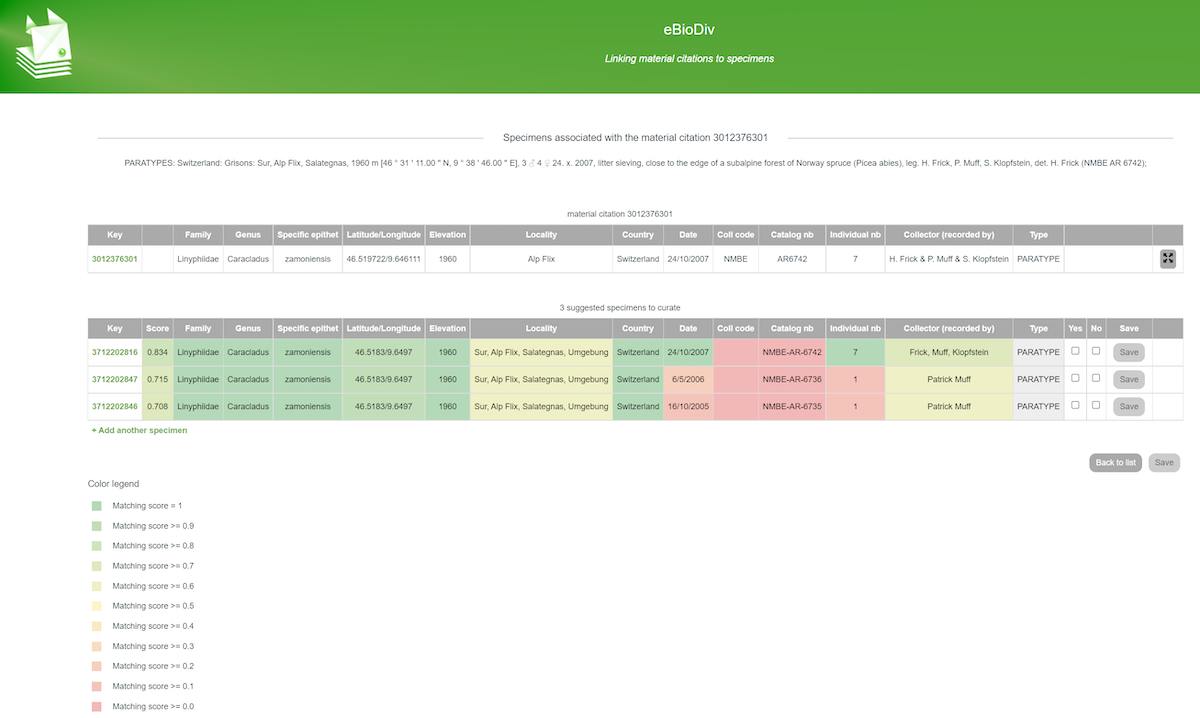 eBioDiv
Linking material citations to specimens
Specimens associated with the material citation 3012376301
PARATYPES: Switzerland: Grisons: Sur, Alp Flix, Salategnas, 1960 m [46 ° 31 ' 11.00 " N, 9 ° 38 ' 46.00 " E], 3 ♂ 4 ♀ 24. x. 2007, litter sieving, close to the edge of a subalpine forest of Norway spruce (Picea abies), leg. H. Frick, P. Muff, S. Klopfstein, det. H. Frick (NMBE AR 6742);
material citation 3012376301
Key Family Genus Specific epithet Latitude/Longitude Elevation Locality Country Date Coll code Catalog nb Individual nb Collector (recorded by) Type
3012376301 Linyphiidae Caracladus zamoniensis 46.519722/9.646111 1960 Alp Flix Switzerland 24/10/2007 NMBE AR6742 7 H. Frick & P. Muff & S. Klopfstein PARATYPE
3 suggested specimens to curate
Key Score Family Genus Specific epithet Latitude/Longitude Elevation Locality Country Date Coll code Catalog nb Individual nb Collector (recorded by) Type Yes No Save
3712202816 0.834 Linyphiidae Caracladus zamoniensis 46.5183/9.6497 1960 Sur, Alp Flix, Salategnas, Umgebung Switzerland 24/10/2007 NMBE-AR-6742 7 Frick, Muff, Klopfstein PARATYPE Save
3712202847 0.715 Linyphiidae Caracladus zamoniensis 46.5183/9.6497 1960 Sur, Alp Flix, Salategnas, Umgebung Switzerland 6/5/2006 NMBE-AR-6736 1 Patrick Muff PARATYPE Save
3712202846 0.708 Linyphiidae Caracladus zamoniensis 46.5183/9.6497 1960 Sur, Alp Flix, Salategnas, Umgebung Switzerland 16/10/2005 NMBE-AR-6735 1 Patrick Muff PARATYPE Save
+ Add another specimen
Back to list Save
Color legend
Matching score = 1
Matching score >= 0.9
Matching score >= 0.8
Matching score >= 0.7
Matching score >= 0.6
Matching score >= 0.5
Matching score >= 0.4
Matching score >= 0.3
Matching score >= 0.2
Matching score >= 0.1
Matching score >= 0.0